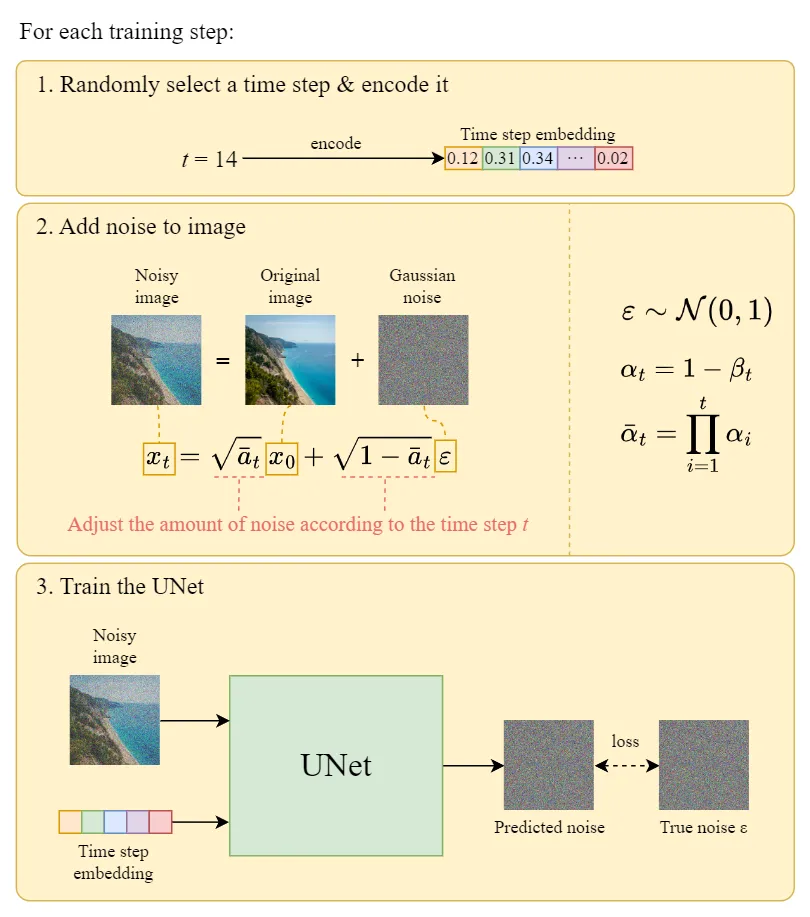 For each training step:
1. Randomly select a time step & encode it
t = 14
encode
Time step embedding
0.12 0.31 0.34 ... 0.02
2. Add noise to image
Noisy
image
Original
image
Gaussian
noise
=
+
x_t = √ā_t x_0 + √1 − ā_t ε
Adjust the amount of noise according to the time step t
ε ∼ N(0, 1)
α_t = 1 − β_t
ᾱ_t = ∏_{i=1}^{t} α_i
3. Train the UNet
Noisy
image
UNet
Time step
embedding
Predicted noise
loss
True noise ε